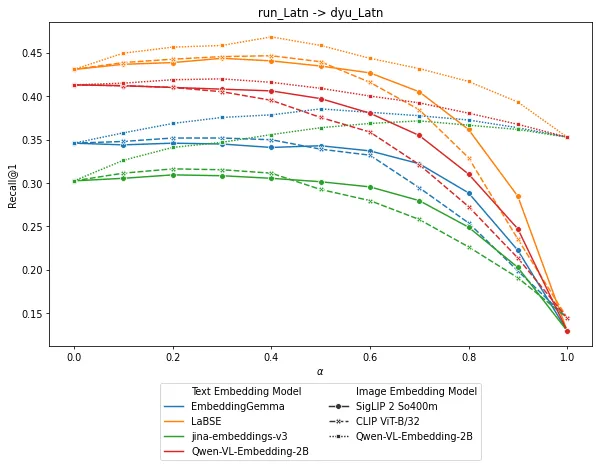 run_Latn -> dyu_Latn
Recall@1
0.45
0.40
0.35
0.30
0.25
0.20
0.15
0.0 0.2 0.4 0.6 0.8 1.0
α
Text Embedding Model
EmbeddingGemma
LaBSE
jina-embeddings-v3
Qwen-VL-Embedding-2B
Image Embedding Model
SigLIP 2 So400m
CLIP ViT-B/32
Qwen-VL-Embedding-2B